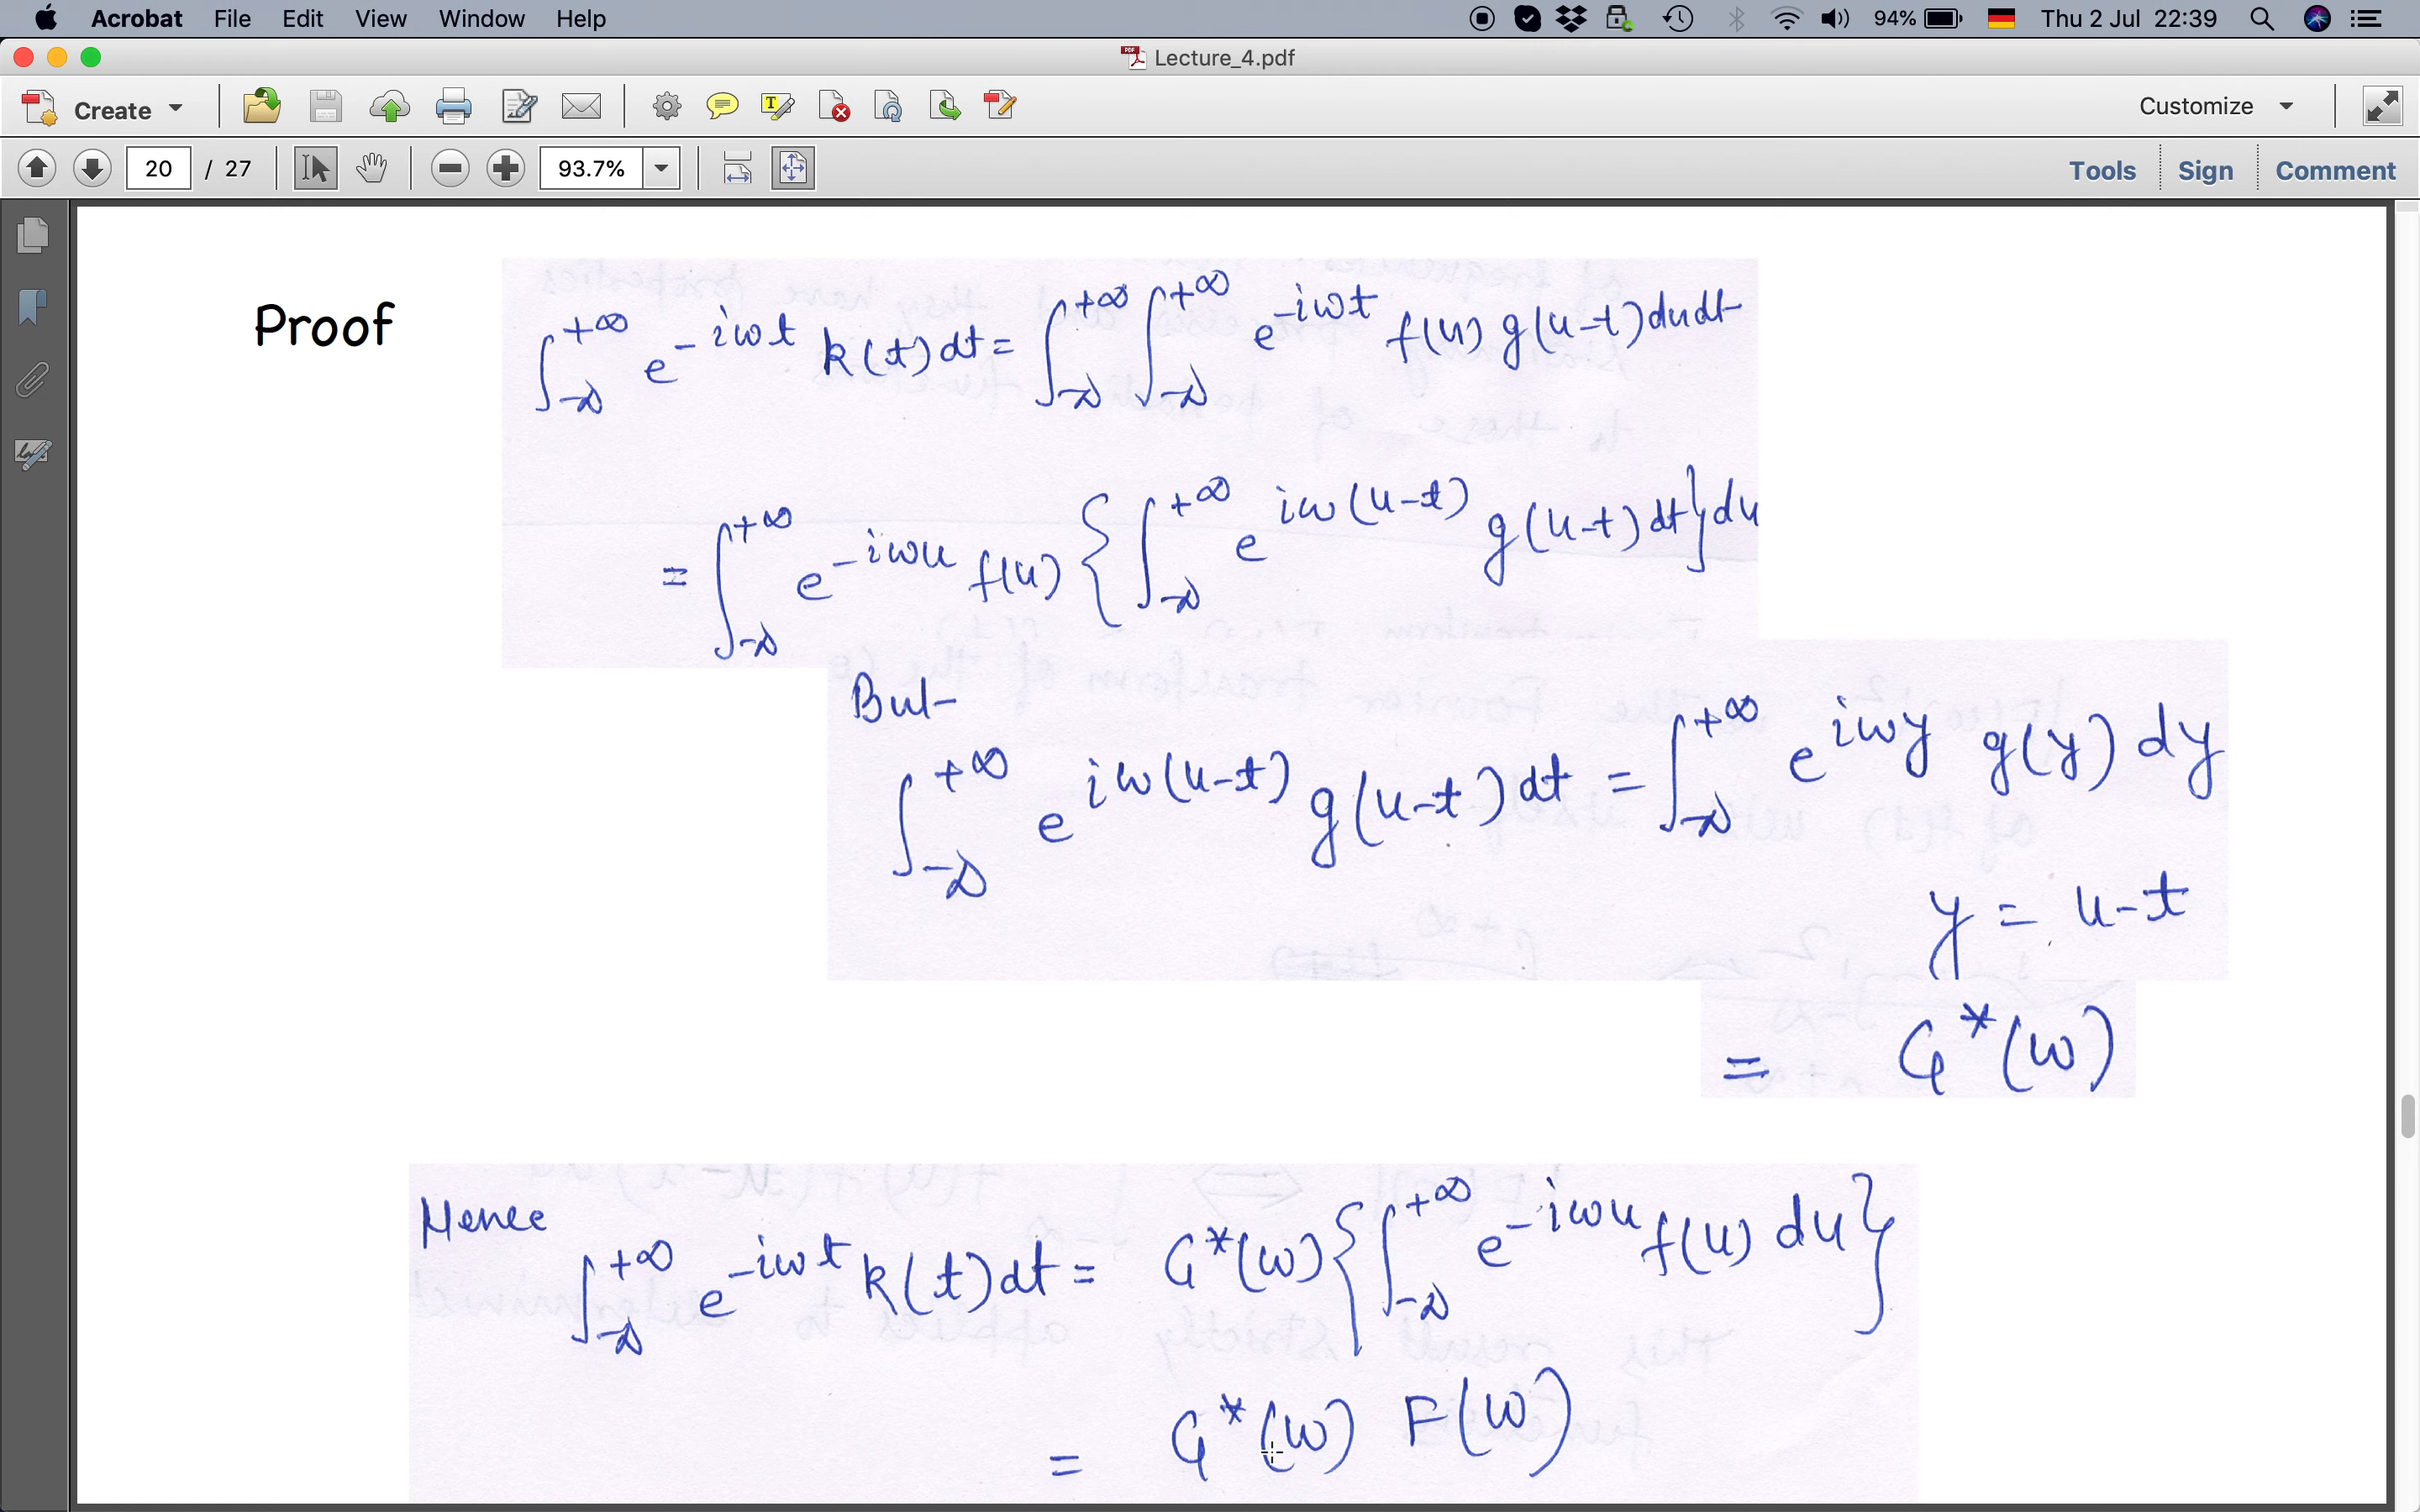 Acrobat File Edit View Window Help 94% Thu 2 Jul 22:39
Lecture_4.pdf
Create Customize
20 / 27 93.7% Tools Sign Comment
Proof
∫_{-∞}^{+∞} e^{-iωt} k(t) dt = ∫_{-∞}^{+∞} ∫_{-∞}^{+∞} e^{-iωt} f(u) g(u-t) du dt
= ∫_{-∞}^{+∞} e^{-iωu} f(u) { ∫_{-∞}^{+∞} e^{iω(u-t)} g(u-t) dt } du
But
∫_{-∞}^{+∞} e^{iω(u-t)} g(u-t) dt = ∫_{-∞}^{+∞} e^{iωy} g(y) dy
y = u-t
= G*(ω)
Hence
∫_{-∞}^{+∞} e^{-iωt} k(t) dt = G*(ω) { ∫_{-∞}^{+∞} e^{-iωu} f(u) du }
= G*(ω) F(ω)